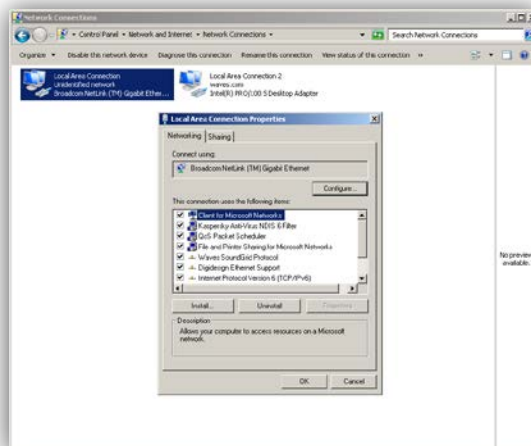 Network Connections
Control Panel • Network and Internet • Network Connections •
Search Network Connections
Organize Disable this network device Diagnose this connection Rename this connection View status of this connection »
Local Area Connection
Unidentified network
Broadcom NetLink (TM) Gigabit Ether...
Local Area Connection 2
waves.com
Intel(R) PRO/100 S Desktop Adapter
Local Area Connection Properties
Networking Sharing
Connect using:
Broadcom NetLink (TM) Gigabit Ethernet
Configure...
This connection uses the following items:
Client for Microsoft Networks
Kaspersky Anti-Virus NDIS 6 Filter
QoS Packet Scheduler
File and Printer Sharing for Microsoft Networks
Waves SoundGrid Protocol
Digidesign Ethernet Support
Internet Protocol Version 6 (TCP/IPv6)
Install...
Uninstall
Properties
Description
Allows your computer to access resources on a Microsoft
network.
OK
Cancel
No preview
available.